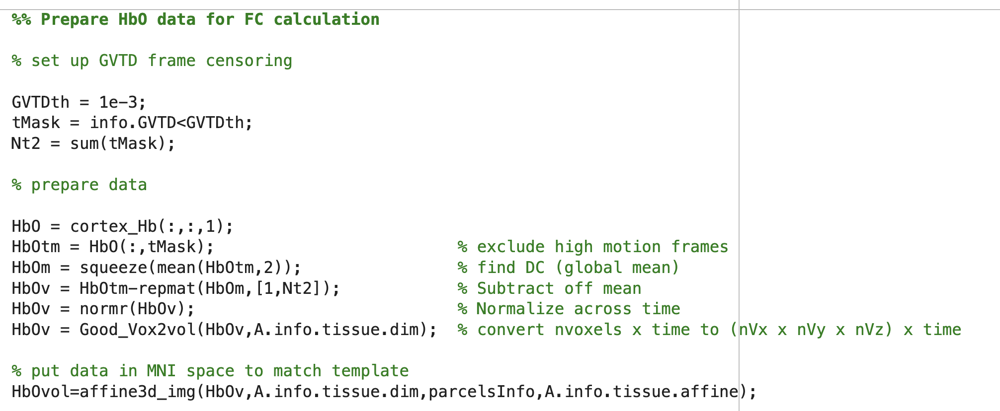 %% Prepare HbO data for FC calculation
% set up GVTD frame censoring
GVTDth = 1e-3;
tMask = info.GVTD<GVTDth;
Nt2 = sum(tMask);
% prepare data
HbO = cortex_Hb(:,:,1);
HbOtm = HbO(:,tMask); % exclude high motion frames
HbOm = squeeze(mean(HbOtm,2)); % find DC (global mean)
HbOv = HbOtm-repmat(HbOm,[1,Nt2]); % Subtract off mean
HbOv = normr(HbOv); % Normalize across time
HbOv = Good_Vox2vol(HbOv,A.info.tissue.dim); % convert nvoxels x time to (nVx x nVy x nVz) x time
% put data in MNI space to match template
HbOvol=affine3d_img(HbOv,A.info.tissue.dim,parcelsInfo,A.info.tissue.affine);